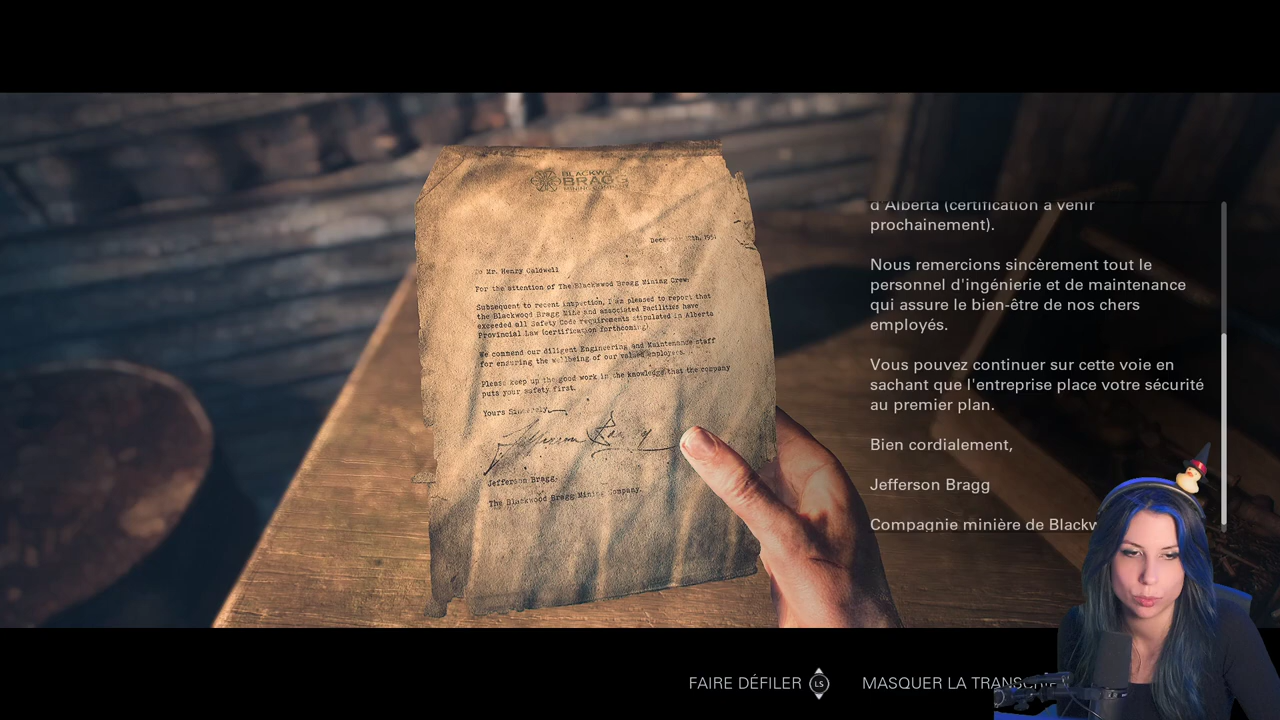 BLACKW
BRAGG
December 12th, 1951
To Mr. Henry Caldwell
For the attention of The Blackwood Bragg Mining Crew:
Subsequent to recent inspection, I am pleased to report that
the Blackwood Bragg Mine and associated Facilities have
exceeded all Safety Code requirements stipulated in Alberta
Provincial Law (certification forthcoming)
We commend our diligent Engineering and Maintenance staff
for ensuring the wellbeing of our valued employees.
Please keep up the good work in the knowledge that the company
puts your safety first.
Yours Sincerely
Jefferson Bragg
Jefferson Bragg.
The Blackwood Bragg Mining Company.
d'Alberta (certification à venir
prochainement).
Nous remercions sincèrement tout le
personnel d'ingénierie et de maintenance
qui assure le bien-être de nos chers
employés.
Vous pouvez continuer sur cette voie en
sachant que l'entreprise place votre sécurité
au premier plan.
Bien cordialement,
Jefferson Bragg
Compagnie minière de Blackw
FAIRE DÉFILER LS
MASQUER LA TRANSCRIP